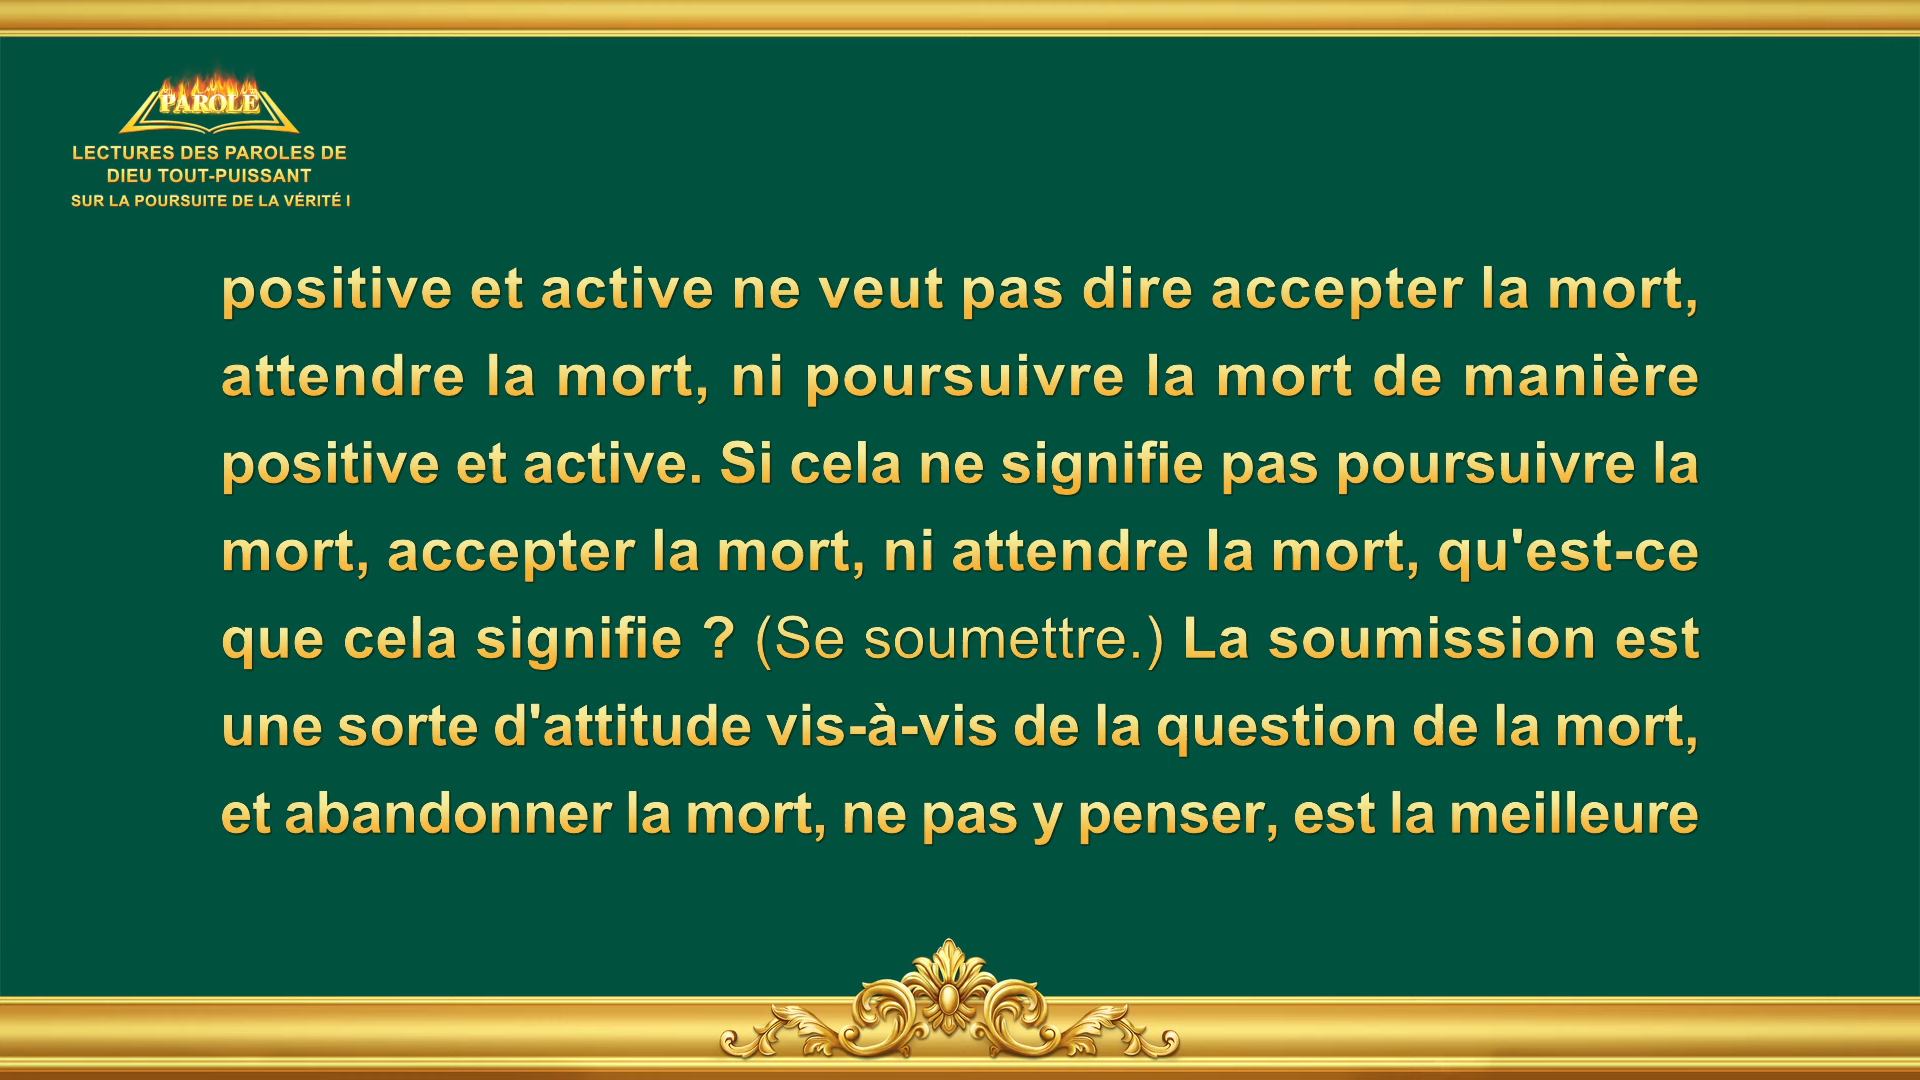 PAROLE
LECTURES DES PAROLES DE
DIEU TOUT-PUISSANT
SUR LA POURSUITE DE LA VÉRITÉ I
positive et active ne veut pas dire accepter la mort,
attendre la mort, ni poursuivre la mort de manière
positive et active. Si cela ne signifie pas poursuivre la
mort, accepter la mort, ni attendre la mort, qu'est-ce
que cela signifie ? (Se soumettre.) La soumission est
une sorte d'attitude vis-à-vis de la question de la mort,
et abandonner la mort, ne pas y penser, est la meilleure